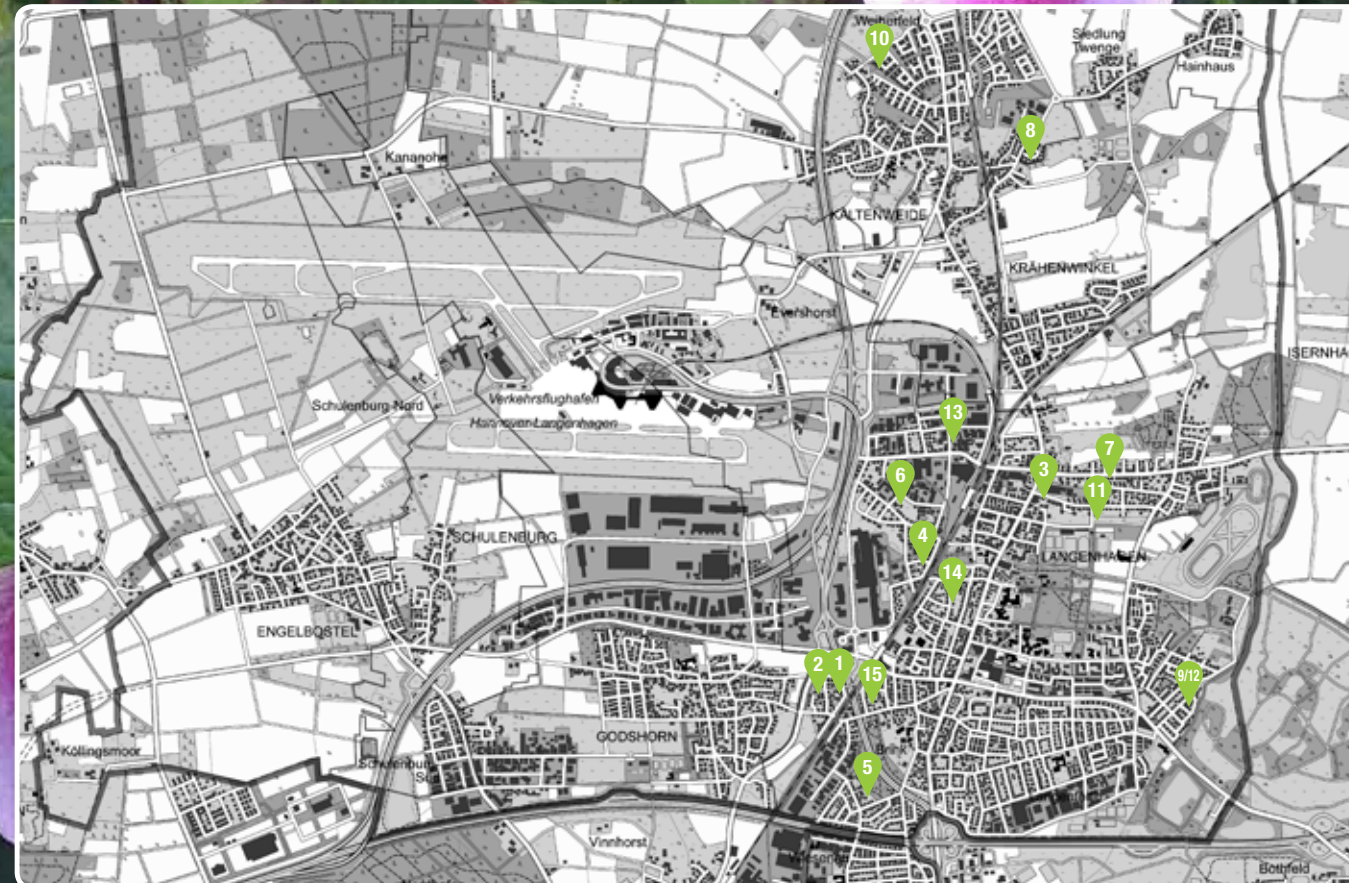 Weiherfeld
10
Siedlung
Twenge
Hainhaus
8
Kananohe
KALTENWEIDE
KRÄHENWINKEL
Evershorst
ISERNHA
Verkehrsflughafen
Hannover-Langenhagen
Schulenburg-Nord
13
7
3
6
11
SCHULENBURG
4
LANGENHAGEN
14
ENGELBOSTEL
2
1
15
9/12
GODSHORN
Köllingsmoor
Brink
5
Vinnhorst
Bothfeld